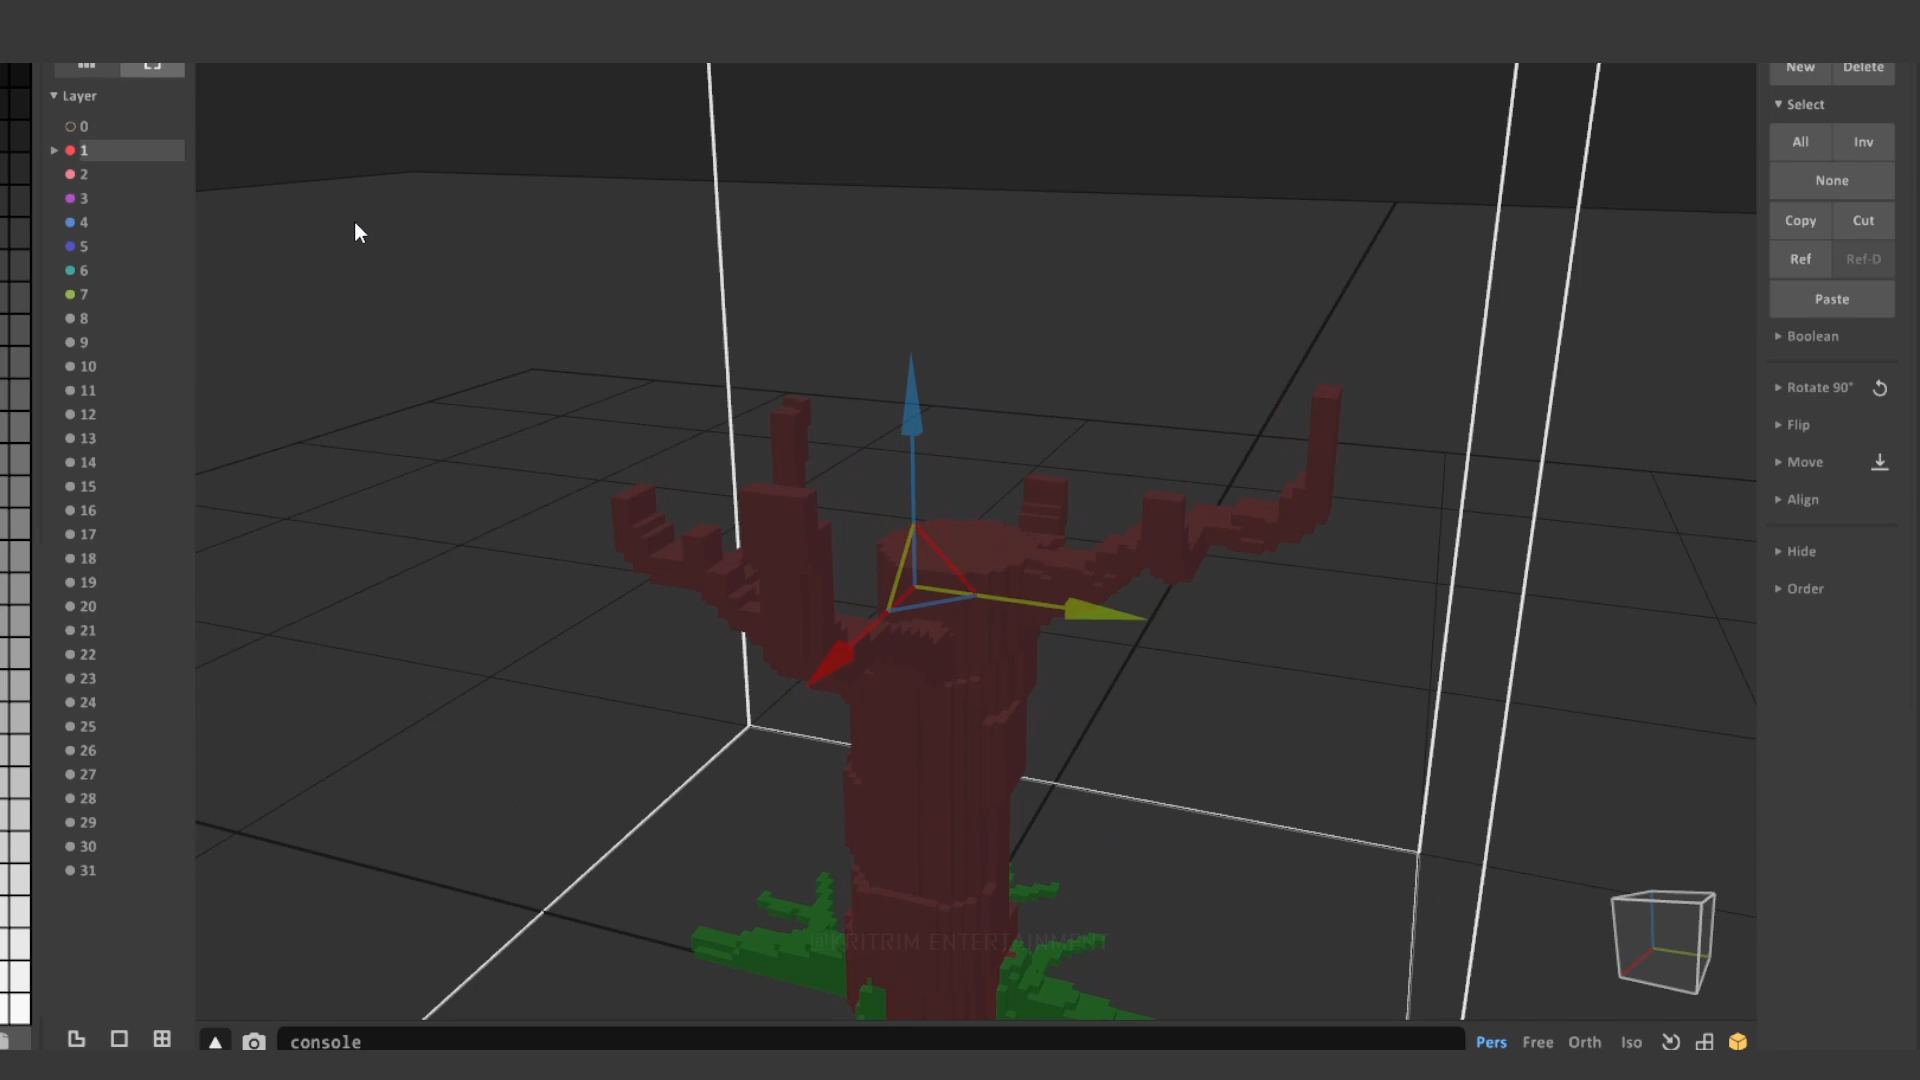 Layer
0
1
2
3
4
5
6
7
8
9
10
11
12
13
14
15
16
17
18
19
20
21
22
23
24
25
26
27
28
29
30
31
@KRITRIM ENTERTAINMENT
console
Pers Free Orth Iso
New Delete
Select
All Inv
None
Copy Cut
Ref Ref-D
Paste
Boolean
Rotate 90°
Flip
Move
Align
Hide
Order